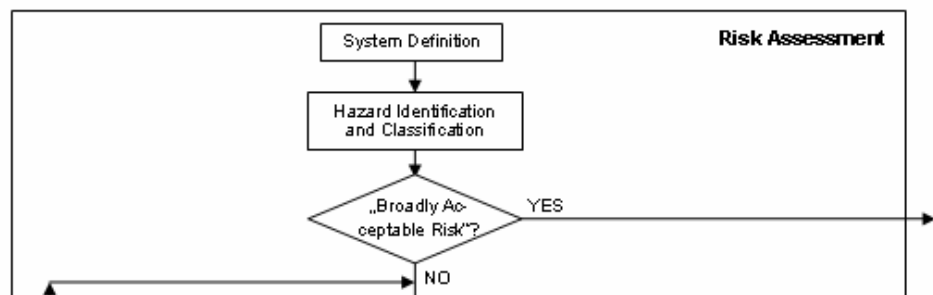 System Definition
Risk Assessment
Hazard Identification
and Classification
„Broadly Ac-
ceptable Risk“?
YES
NO